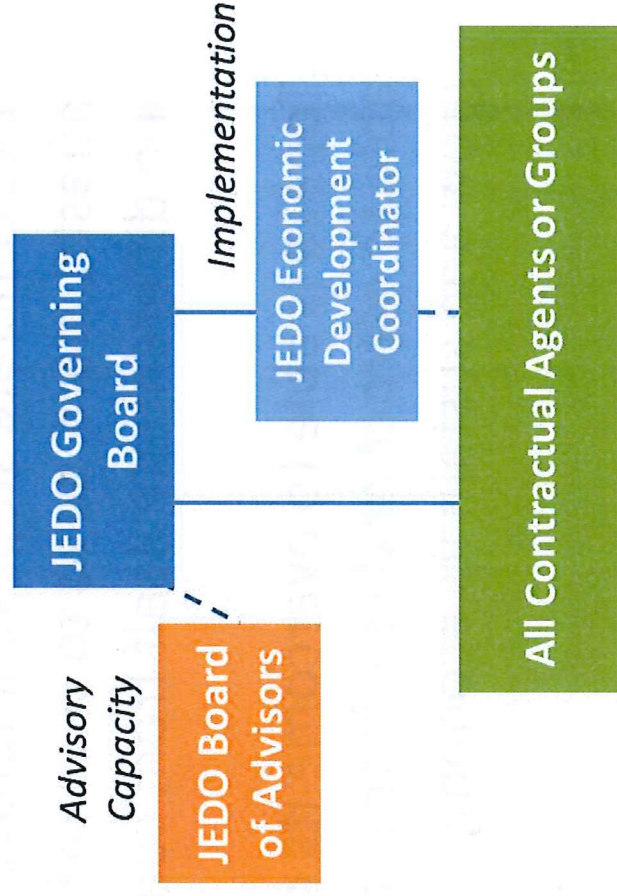 Advisory
Capacity
JEDO Governing
Board
Implementation
JEDO Board
of Advisors
JEDO Economic
Development
Coordinator
All Contractual Agents or Groups